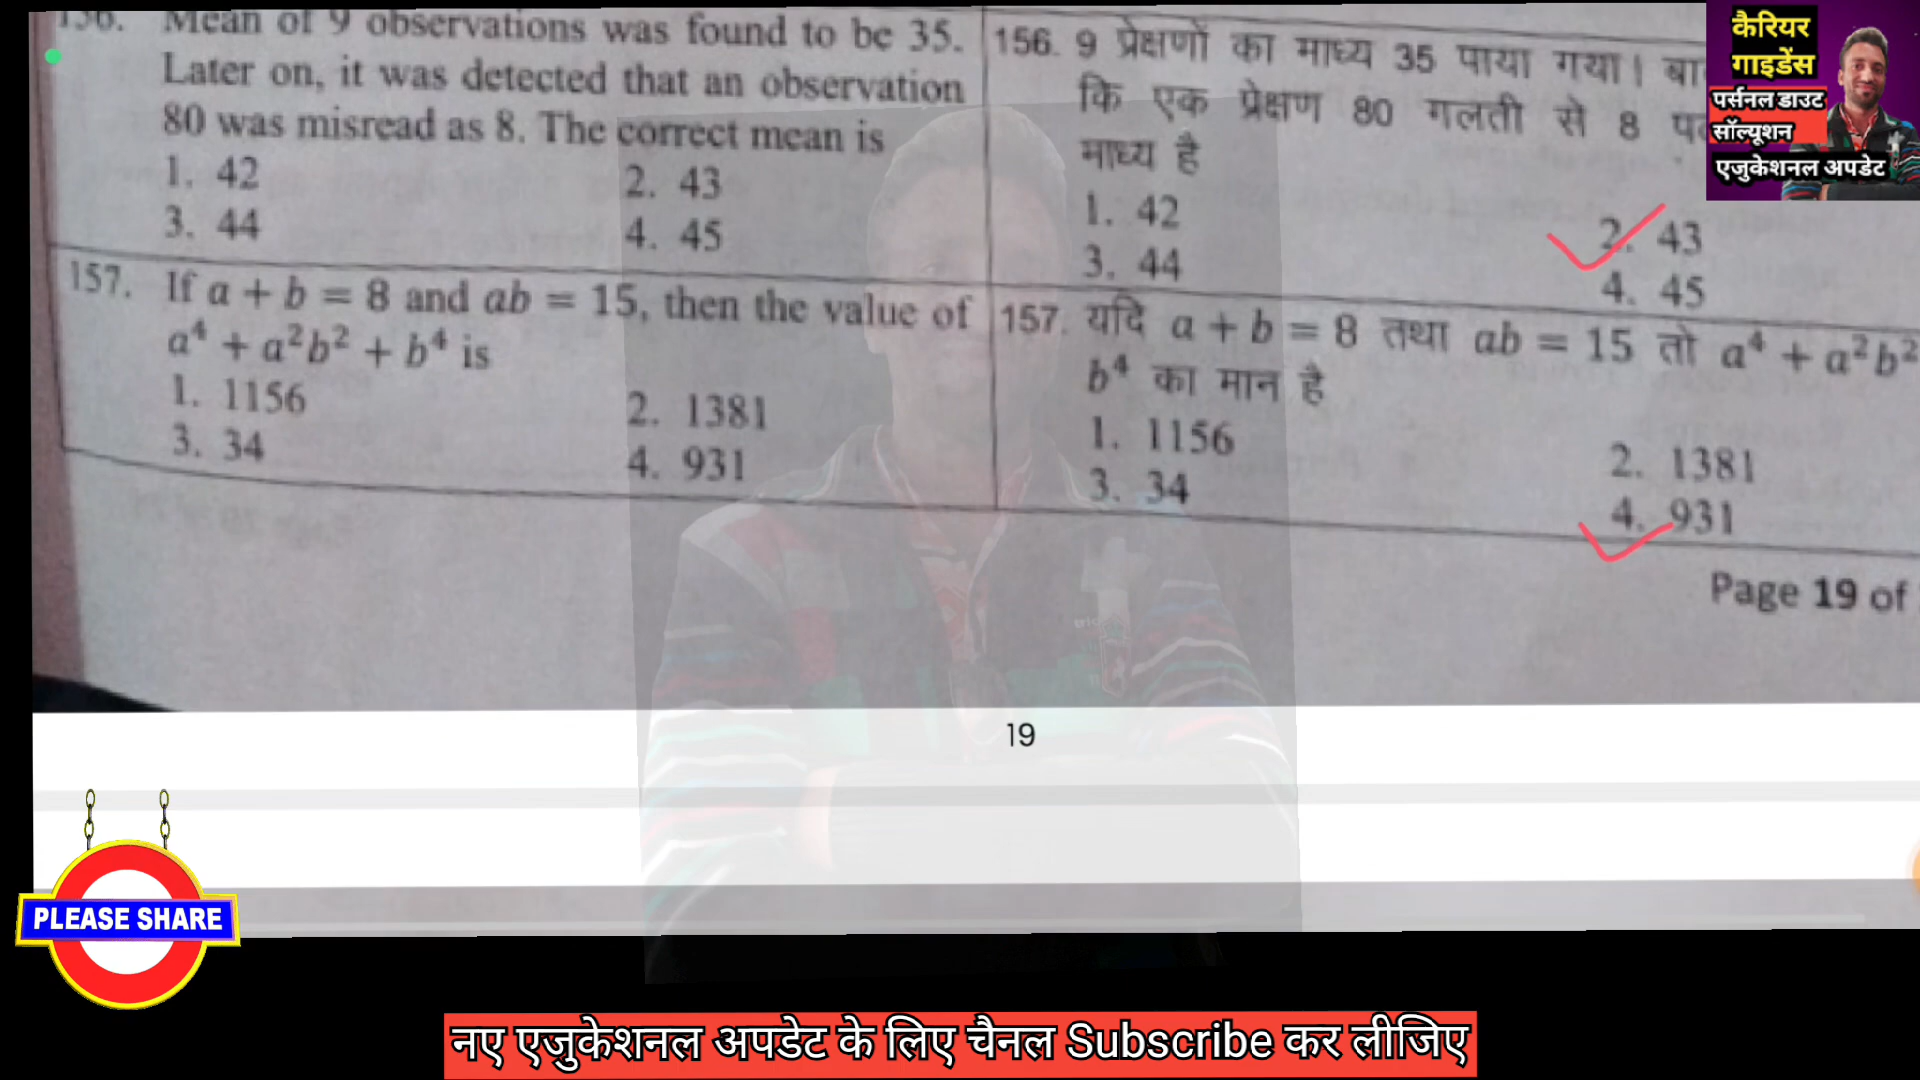 156. Mean of 9 observations was found to be 35.
Later on, it was detected that an observation
80 was misread as 8. The correct mean is
1. 42 2. 43
3. 44 4. 45
157. If a + b = 8 and ab = 15, then the value of
a⁴ + a²b² + b⁴ is
1. 1156 2. 1381
3. 34 4. 931
156. 9 प्रेक्षणों का माध्य 35 पाया गया। बा
कि एक प्रेक्षण 80 गलती से 8
माध्य है
1. 42 2. 43
3. 44 4. 45
157. यदि a + b = 8 तथा ab = 15 तो a⁴ + a²b²
b⁴ का मान है
1. 1156 2. 1381
3. 34 4. 931
Page 19 of
19
कैरियर
गाइडेंस
पर्सनल डाउट
सॉल्यूशन
एजुकेशनल अपडेट
PLEASE SHARE
नए एजुकेशनल अपडेट के लिए चैनल Subscribe कर लीजिए